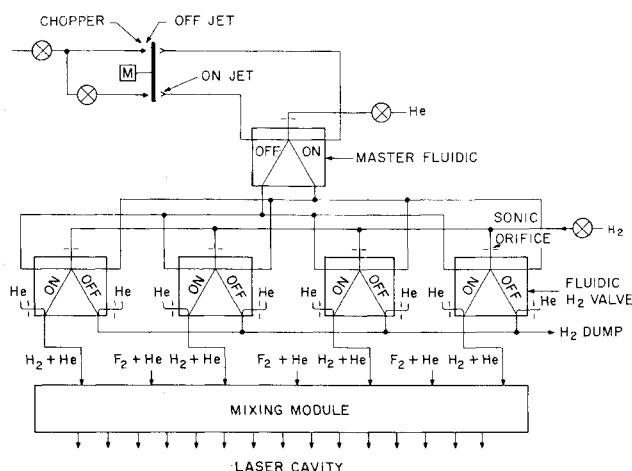 CHOPPER
OFF JET
M
ON JET
He
OFF ON
MASTER FLUIDIC
SONIC
ORIFICE
H2
ON OFF
ON OFF
ON OFF
ON OFF
FLUIDIC
H2 VALVE
He He He He He He He He
H2 DUMP
H2 + He F2 + He H2 + He F2 + He H2 + He F2 + He H2 + He
MIXING MODULE
LASER CAVITY